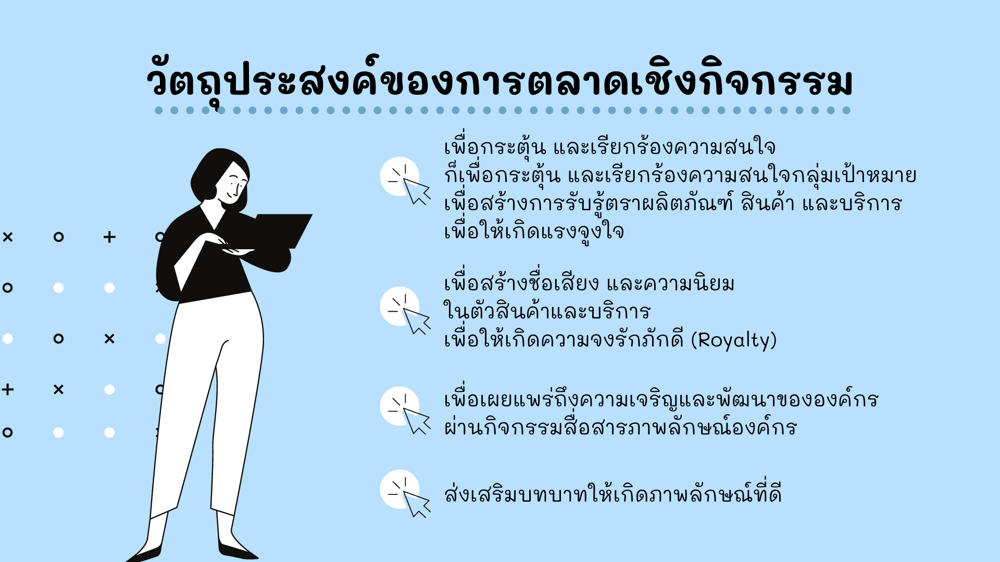 วัตถุประสงค์ของการตลาดเชิงกิจกรรม
เพื่อกระตุ้น และเรียกร้องความสนใจ
ก็เพื่อกระตุ้น และเรียกร้องความสนใจกลุ่มเป้าหมาย
เพื่อสร้างการรับรู้ตราผลิตภัณฑ์ สินค้า และบริการ
เพื่อให้เกิดแรงจูงใจ
เพื่อสร้างชื่อเสียง และความนิยม
ในตัวสินค้าและบริการ
เพื่อให้เกิดความจงรักภักดี (Royalty)
เพื่อเผยแพร่ถึงความเจริญและพัฒนาขององค์กร
ผ่านกิจกรรมสื่อสารภาพลักษณ์องค์กร
ส่งเสริมบทบาทให้เกิดภาพลักษณ์ที่ดี